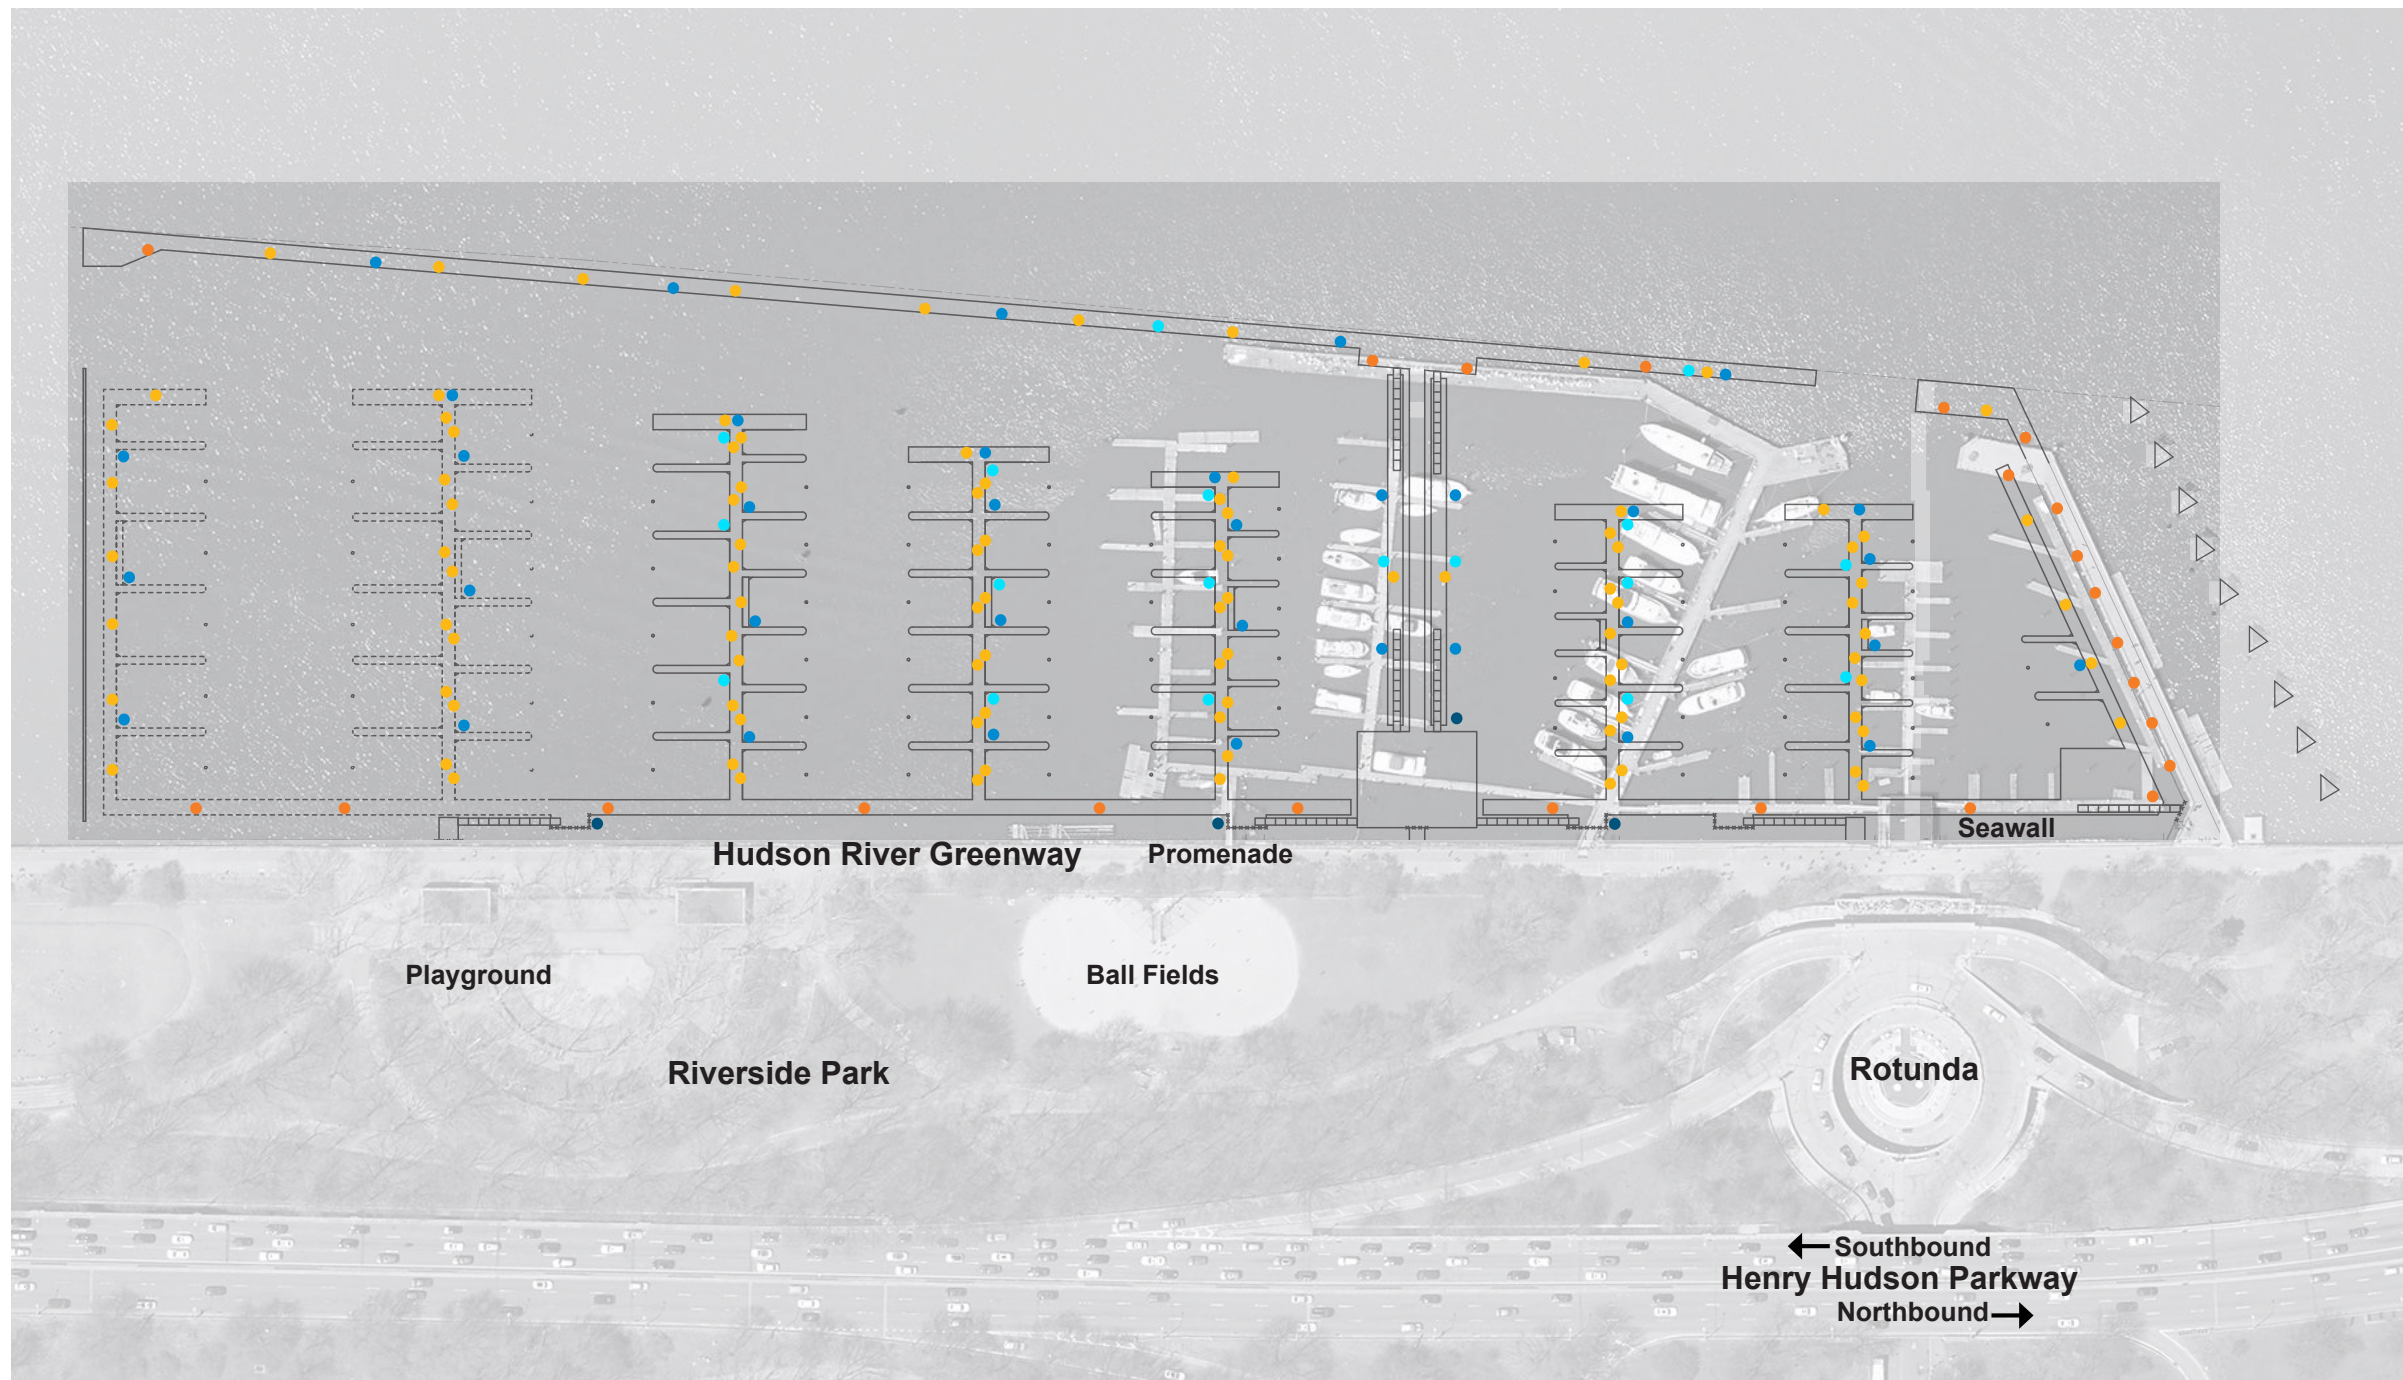 Seawall
Hudson River Greenway
Promenade
Playground
Ball Fields
Riverside Park
Rotunda
Southbound
Henry Hudson Parkway
Northbound